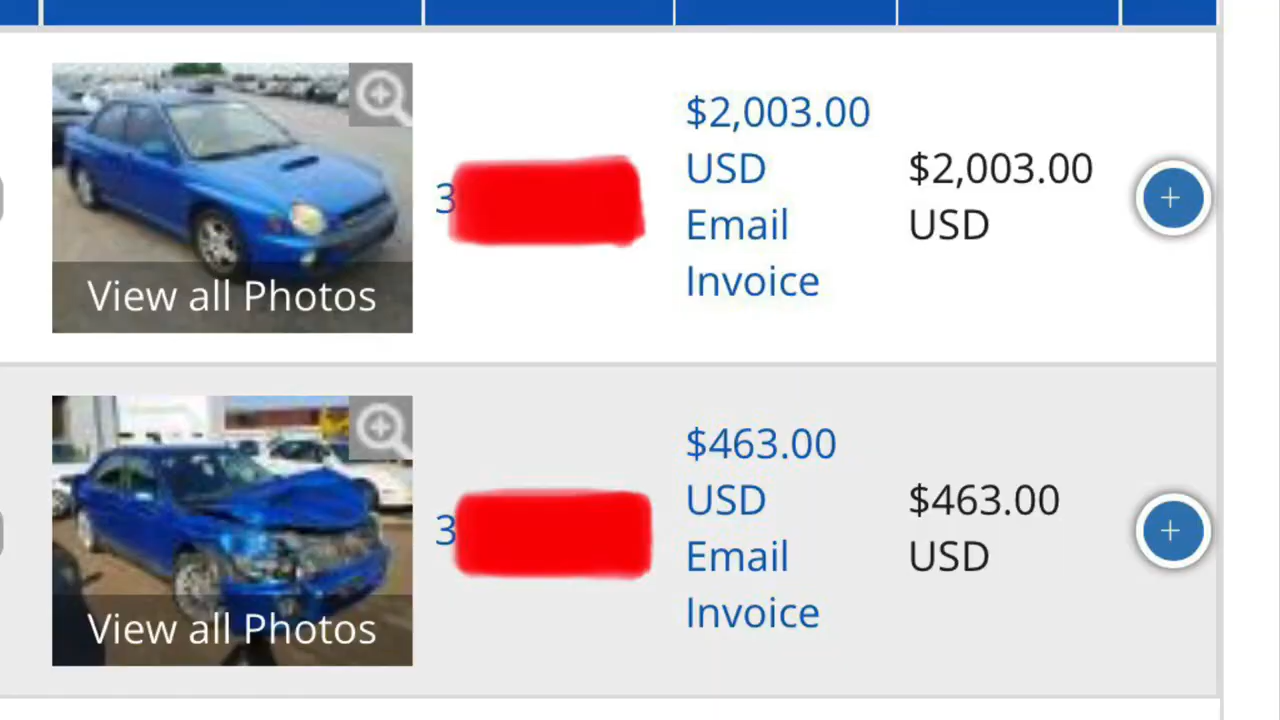 $2,003.00
USD
Email
Invoice
$2,003.00
USD
3
View all Photos
$463.00
USD
Email
Invoice
$463.00
USD
3
View all Photos